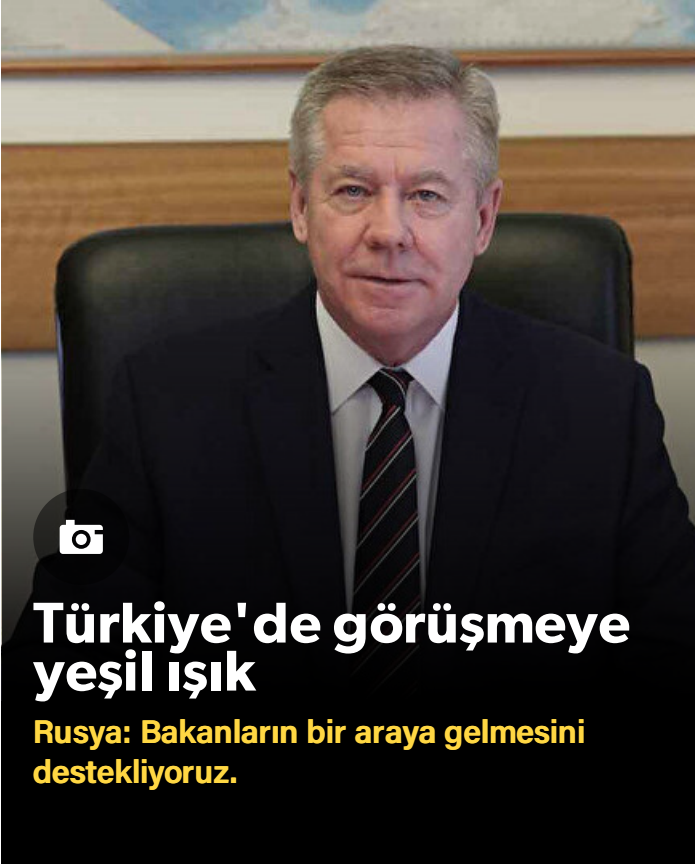 Türkiye'de görüşmeye
yeşil ışık
Rusya: Bakanların bir araya gelmesini
destekliyoruz.